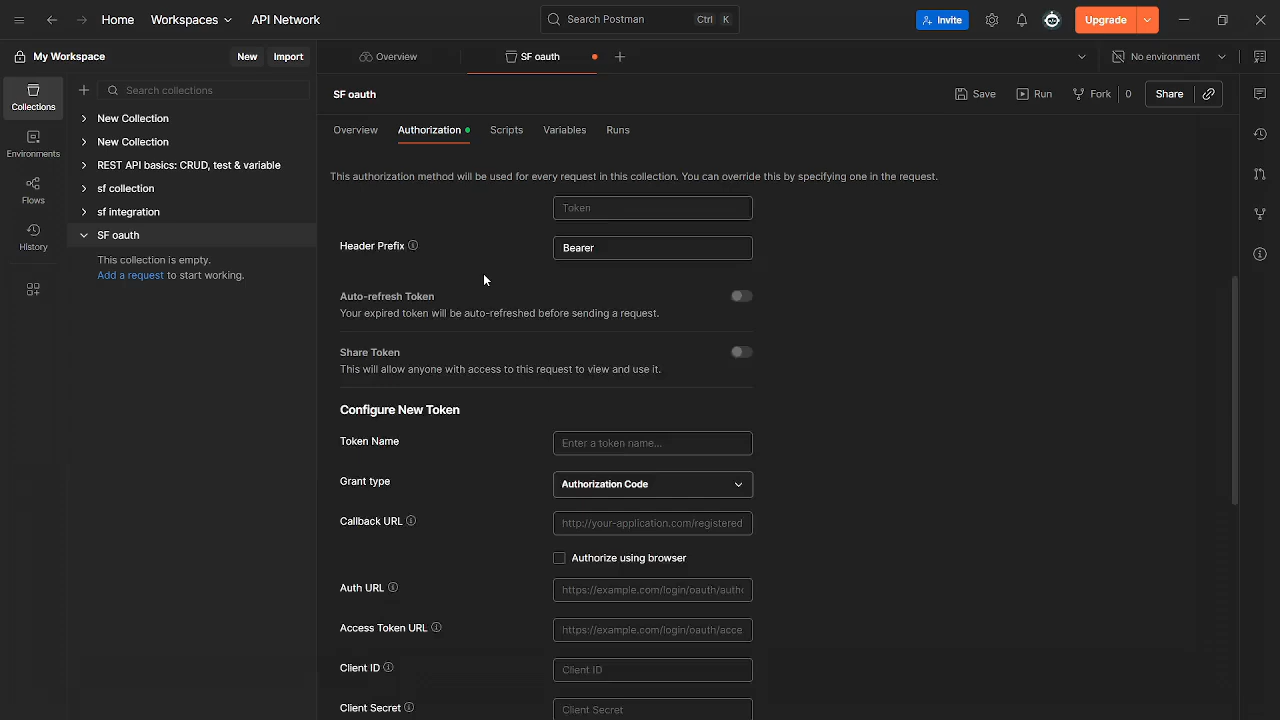 Home Workspaces API Network Search Postman Ctrl K Invite Upgrade
My Workspace New Import Overview SF oauth No environment
Collections
Environments
Flows
History
Search collections
New Collection
New Collection
REST API basics: CRUD, test & variable
sf collection
sf integration
SF oauth
This collection is empty.
Add a request to start working.
SF oauth Save Run Fork 0 Share
Overview Authorization Scripts Variables Runs
This authorization method will be used for every request in this collection. You can override this by specifying one in the request.
Token
Header Prefix Bearer
Auto-refresh Token
Your expired token will be auto-refreshed before sending a request.
Share Token
This will allow anyone with access to this request to view and use it.
Configure New Token
Token Name Enter a token name...
Grant type Authorization Code
Callback URL http://your-application.com/registered
Authorize using browser
Auth URL https://example.com/login/oauth/autho
Access Token URL https://example.com/login/oauth/acce
Client ID Client ID
Client Secret Client Secret